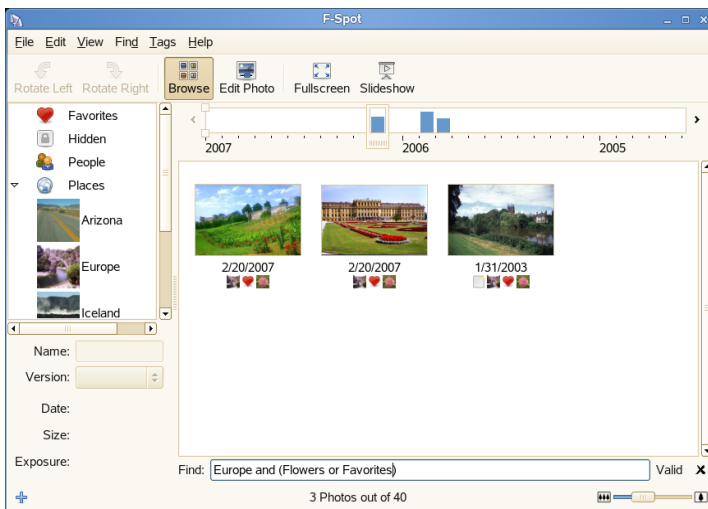 F-Spot
File Edit View Find Tags Help
Rotate Left Rotate Right Browse Edit Photo Fullscreen Slideshow
Favorites
Hidden
People
Places
Arizona
Europe
Iceland
2007 2006 2005
2/20/2007 2/20/2007 1/31/2003
Name:
Version:
Date:
Size:
Exposure:
Find: Europe and (Flowers or Favorites) Valid
3 Photos out of 40